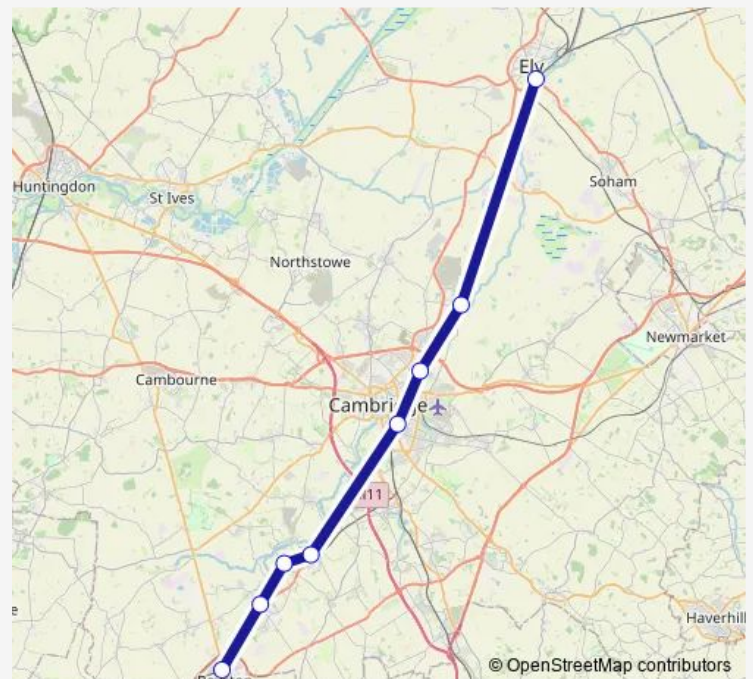 Ely
Huntingdon
St Ives
Soham
Northstowe
Newmarket
Cambourne
Cambridge
Haverhill
© OpenStreetMap contributors